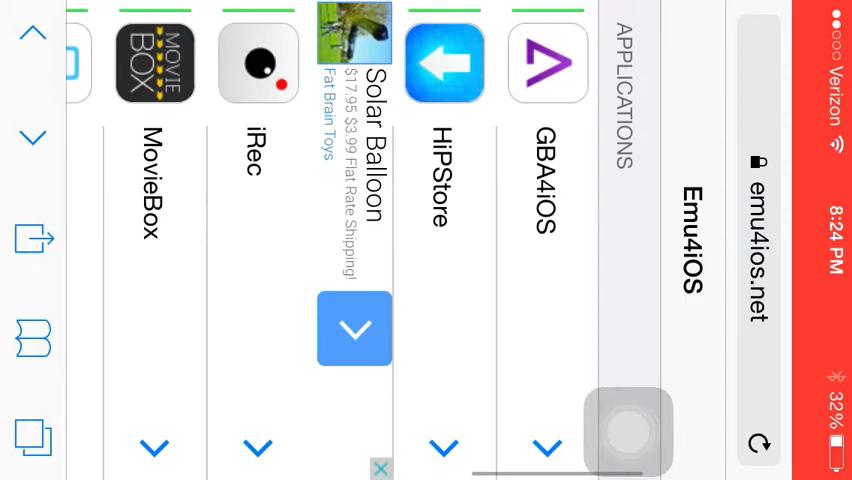 Verizon 8:24 PM 32%
emu4ios.net
Emu4iOS
APPLICATIONS
GBA4iOS
HiPStore
Solar Balloon
$17.95 $3.99 Flat Rate Shipping!
Fat Brain Toys
iRec
MOVIE
BOX
MovieBox